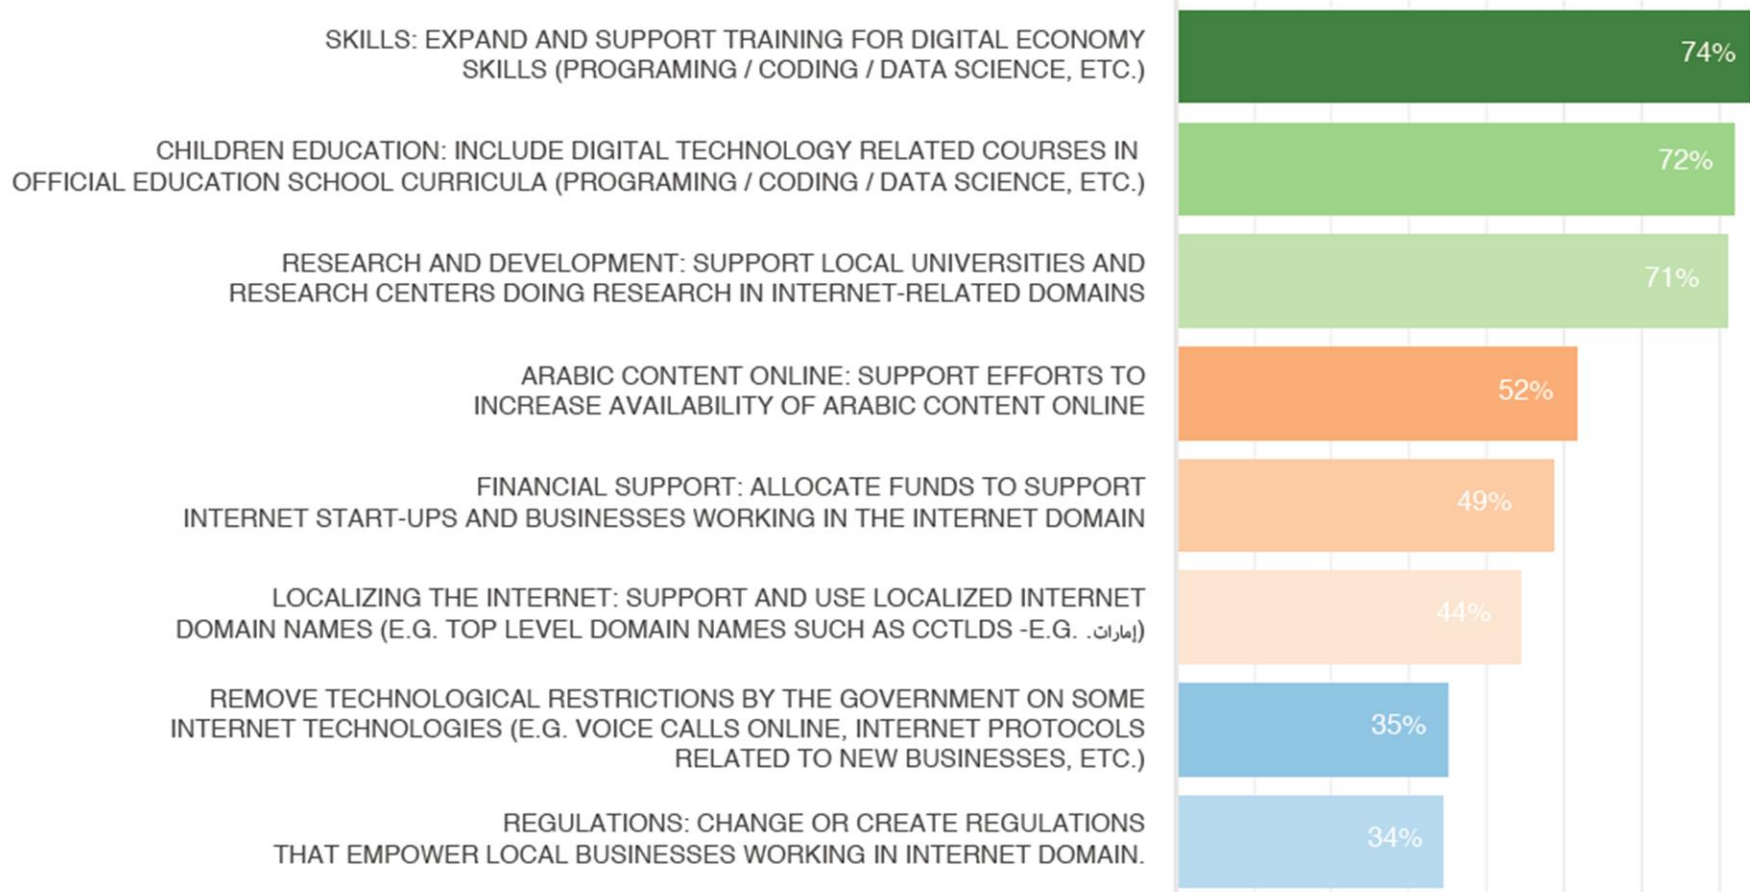 SKILLS: EXPAND AND SUPPORT TRAINING FOR DIGITAL ECONOMY
SKILLS (PROGRAMING / CODING / DATA SCIENCE, ETC.)
74%
CHILDREN EDUCATION: INCLUDE DIGITAL TECHNOLOGY RELATED COURSES IN
OFFICIAL EDUCATION SCHOOL CURRICULA (PROGRAMING / CODING / DATA SCIENCE, ETC.)
72%
RESEARCH AND DEVELOPMENT: SUPPORT LOCAL UNIVERSITIES AND
RESEARCH CENTERS DOING RESEARCH IN INTERNET-RELATED DOMAINS
71%
ARABIC CONTENT ONLINE: SUPPORT EFFORTS TO
INCREASE AVAILABILITY OF ARABIC CONTENT ONLINE
52%
FINANCIAL SUPPORT: ALLOCATE FUNDS TO SUPPORT
INTERNET START-UPS AND BUSINESSES WORKING IN THE INTERNET DOMAIN
49%
LOCALIZING THE INTERNET: SUPPORT AND USE LOCALIZED INTERNET
DOMAIN NAMES (E.G. TOP LEVEL DOMAIN NAMES SUCH AS CCTLDS -E.G. .إمارات)
44%
REMOVE TECHNOLOGICAL RESTRICTIONS BY THE GOVERNMENT ON SOME
INTERNET TECHNOLOGIES (E.G. VOICE CALLS ONLINE, INTERNET PROTOCOLS
RELATED TO NEW BUSINESSES, ETC.)
35%
REGULATIONS: CHANGE OR CREATE REGULATIONS
THAT EMPOWER LOCAL BUSINESSES WORKING IN INTERNET DOMAIN.
34%